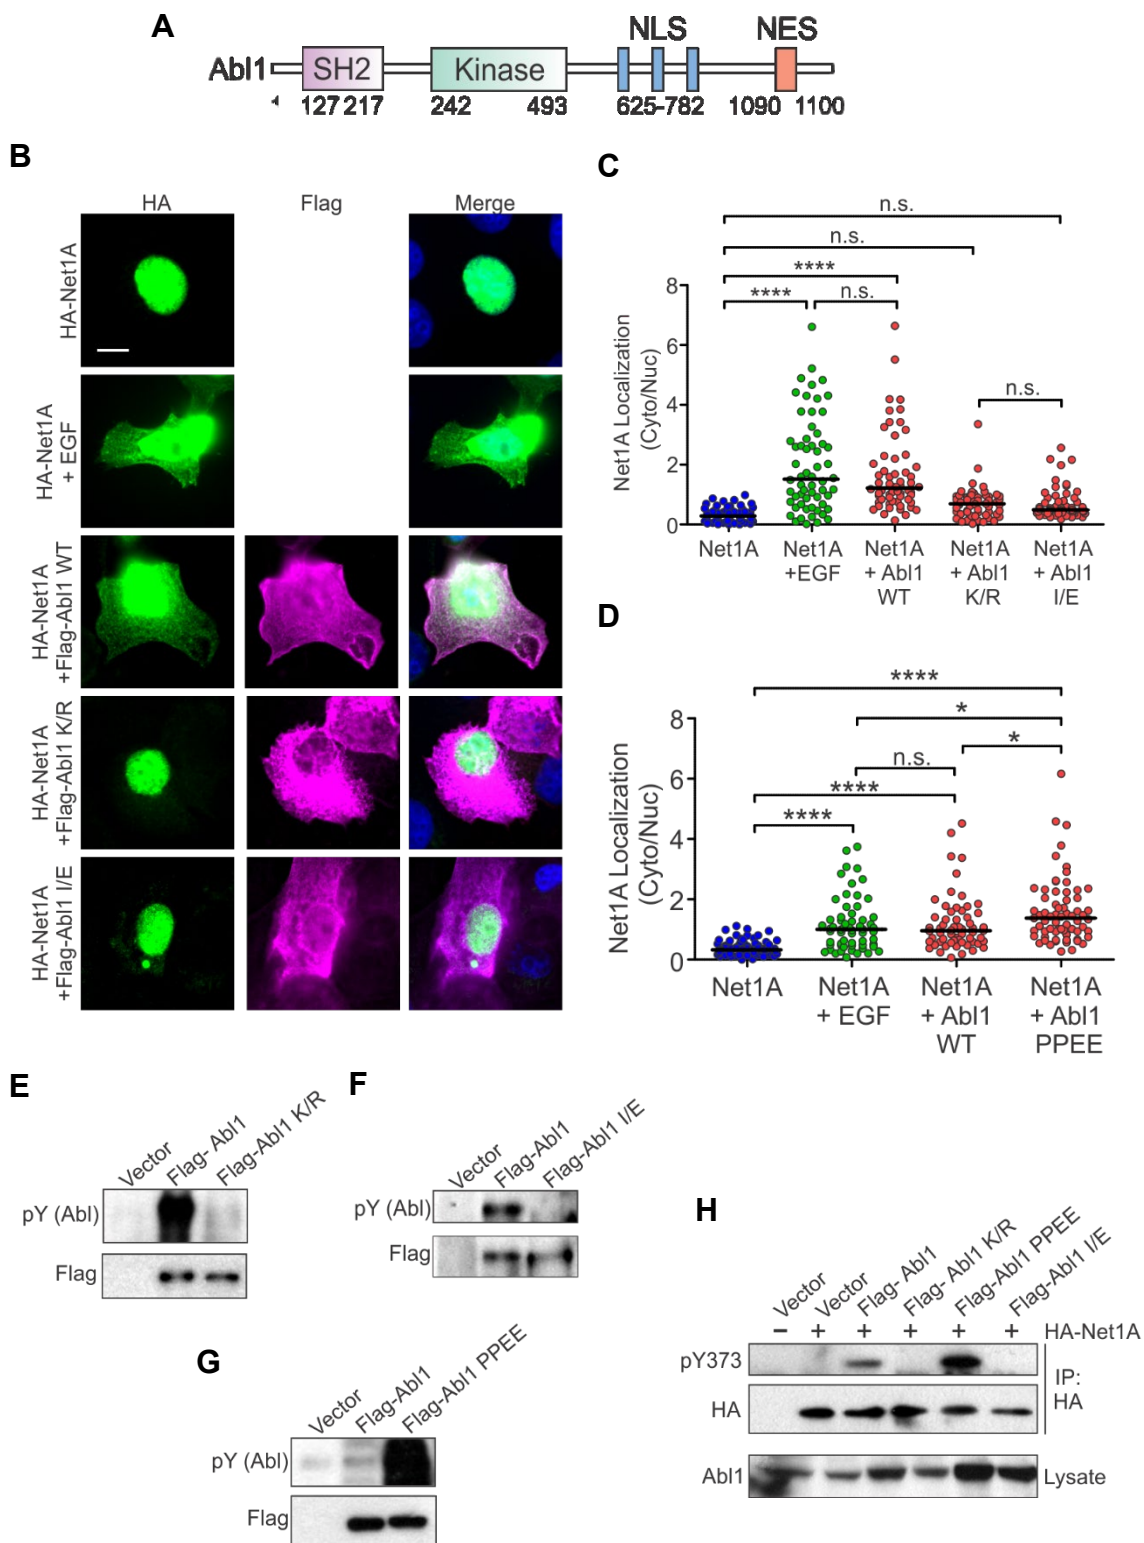 A
NLS NES
Abl1 SH2 Kinase
127 217 242 493 625-782 1090 1100
B
HA Flag Merge
HA-Net1A
HA-Net1A
+ EGF
HA-Net1A
+Flag-Abl1 WT
HA-Net1A
+Flag-Abl1 K/R
HA-Net1A
+Flag-Abl1 I/E
C
n.s.
n.s.
****
**** n.s.
n.s.
Net1A Localization
(Cyto/Nuc)
8
6
4
2
0
Net1A Net1A Net1A Net1A Net1A
+EGF + Abl1 + Abl1 + Abl1
WT K/R I/E
D
****
*
*
n.s.
****
****
Net1A Localization
(Cyto/Nuc)
8
6
4
2
0
Net1A Net1A Net1A Net1A
+ EGF + Abl1 + Abl1
WT PPEE
E
Vector Flag- Abl1 Flag-Abl1 K/R
pY (Abl)
Flag
F
Vector Flag-Abl1 Flag-Abl1 I/E
pY (Abl)
Flag
G
Vector Flag-Abl1 Flag-Abl1 PPEE
pY (Abl)
Flag
H
Vector Vector Flag- Abl1 Flag- Abl1 K/R Flag-Abl1 PPEE Flag-Abl1 I/E
– + + + + + HA-Net1A
pY373
HA
IP:
HA
Abl1 Lysate